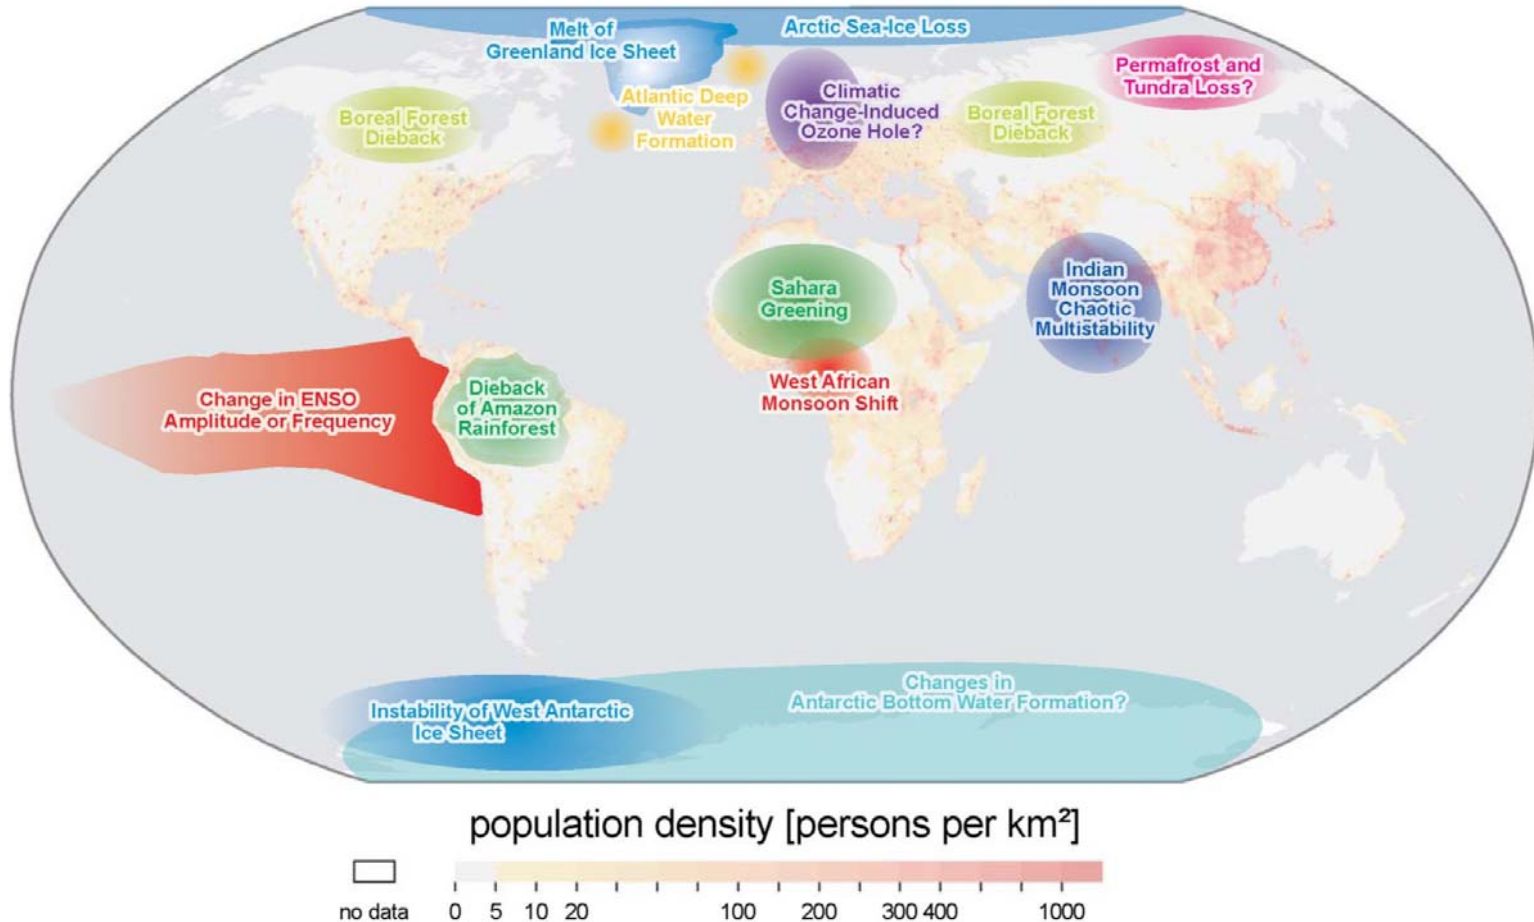 Melt of
Greenland Ice Sheet
Arctic Sea-Ice Loss
Permafrost and
Tundra Loss?
Atlantic Deep
Water
Formation
Climatic
Change-Induced
Ozone Hole?
Boreal Forest
Dieback
Boreal Forest
Dieback
Sahara
Greening
Indian
Monsoon
Chaotic
Multistability
West African
Monsoon Shift
Change in ENSO
Amplitude or Frequency
Dieback
of Amazon
Rainforest
Instability of West Antarctic
Ice Sheet
Changes in
Antarctic Bottom Water Formation?
population density [persons per km²]
no data 0 5 10 20 100 200 300 400 1000